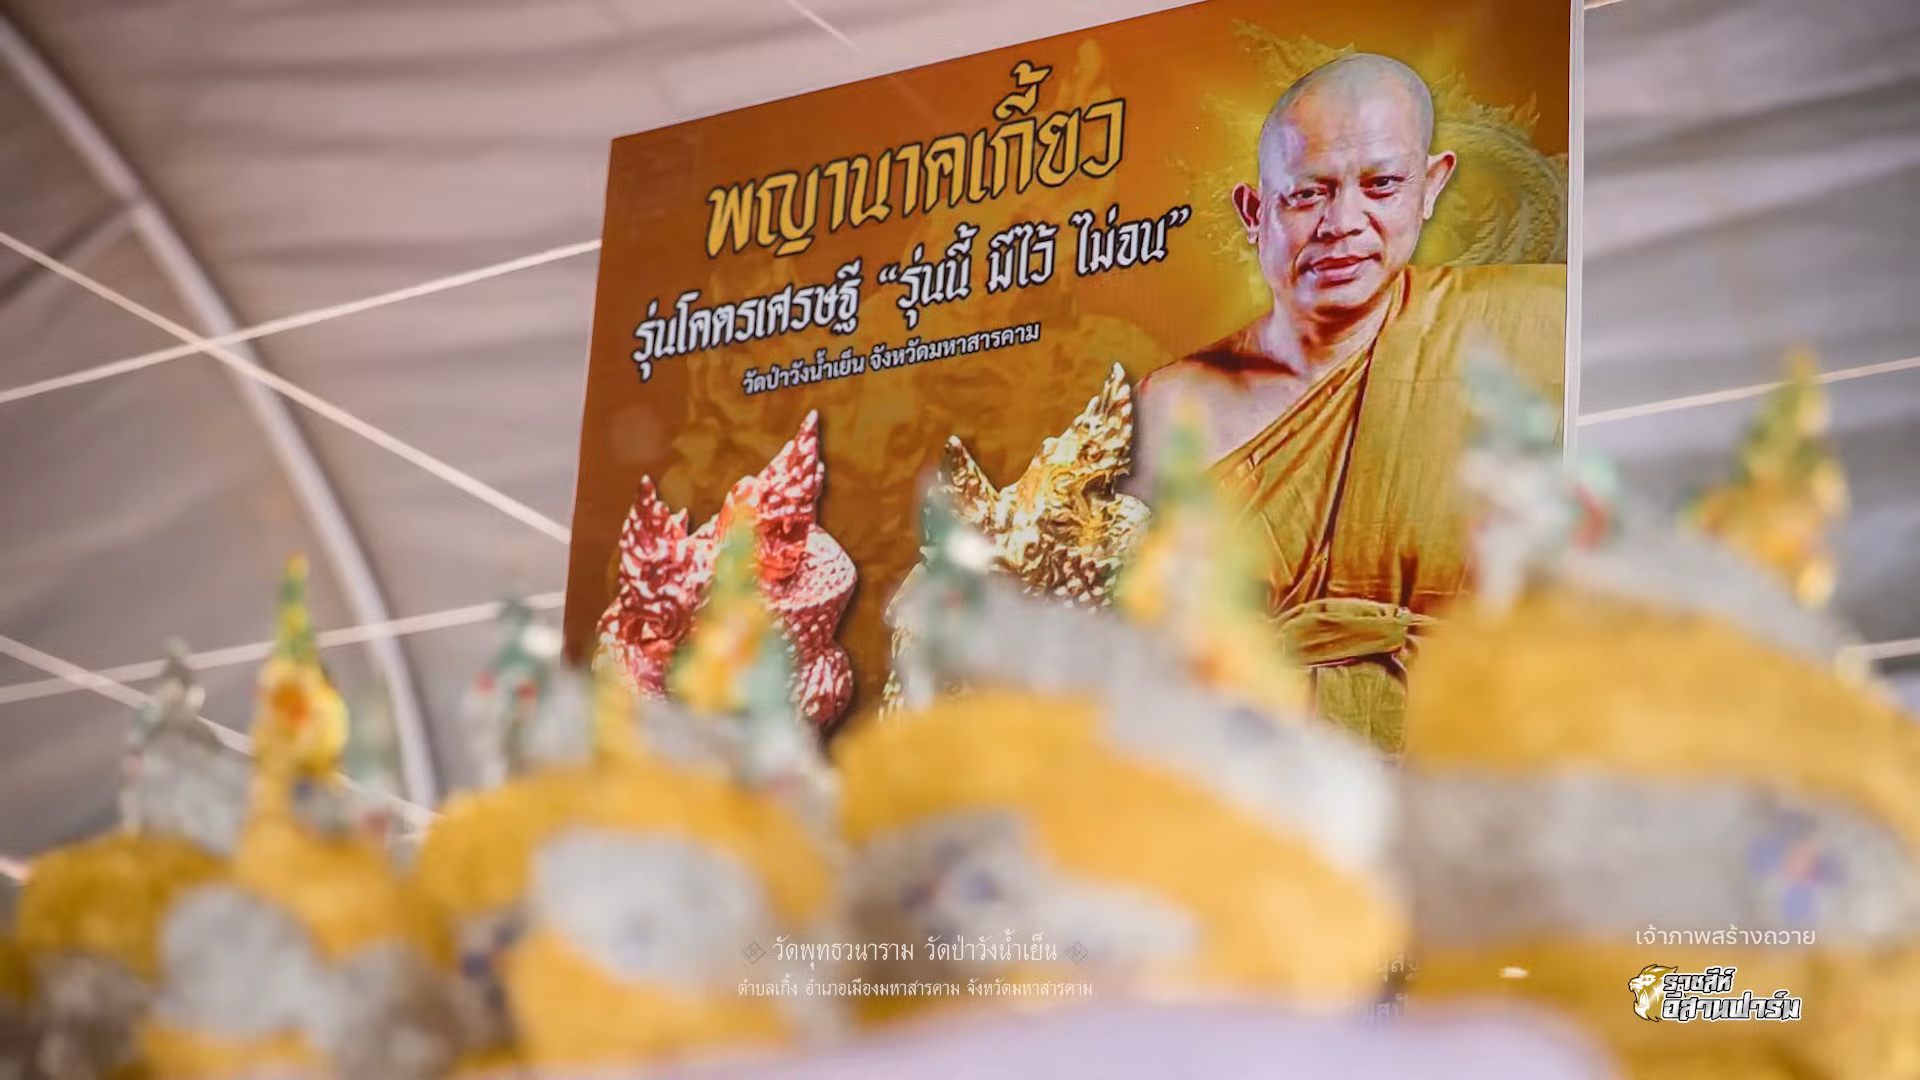 พญานาคเกี้ยว
รุ่นโคตรเศรษฐี “รุ่นนี้ มีไว้ ไม่จน”
วัดป่าวังน้ำเย็น จังหวัดมหาสารคาม
วัดพุทธวนาราม วัดป่าวังน้ำเย็น
ตำบลเกิ้ง อำเภอเมืองมหาสารคาม จังหวัดมหาสารคาม
เจ้าภาพสร้างถวาย
ราชสีห์
อีสานฟาร์ม